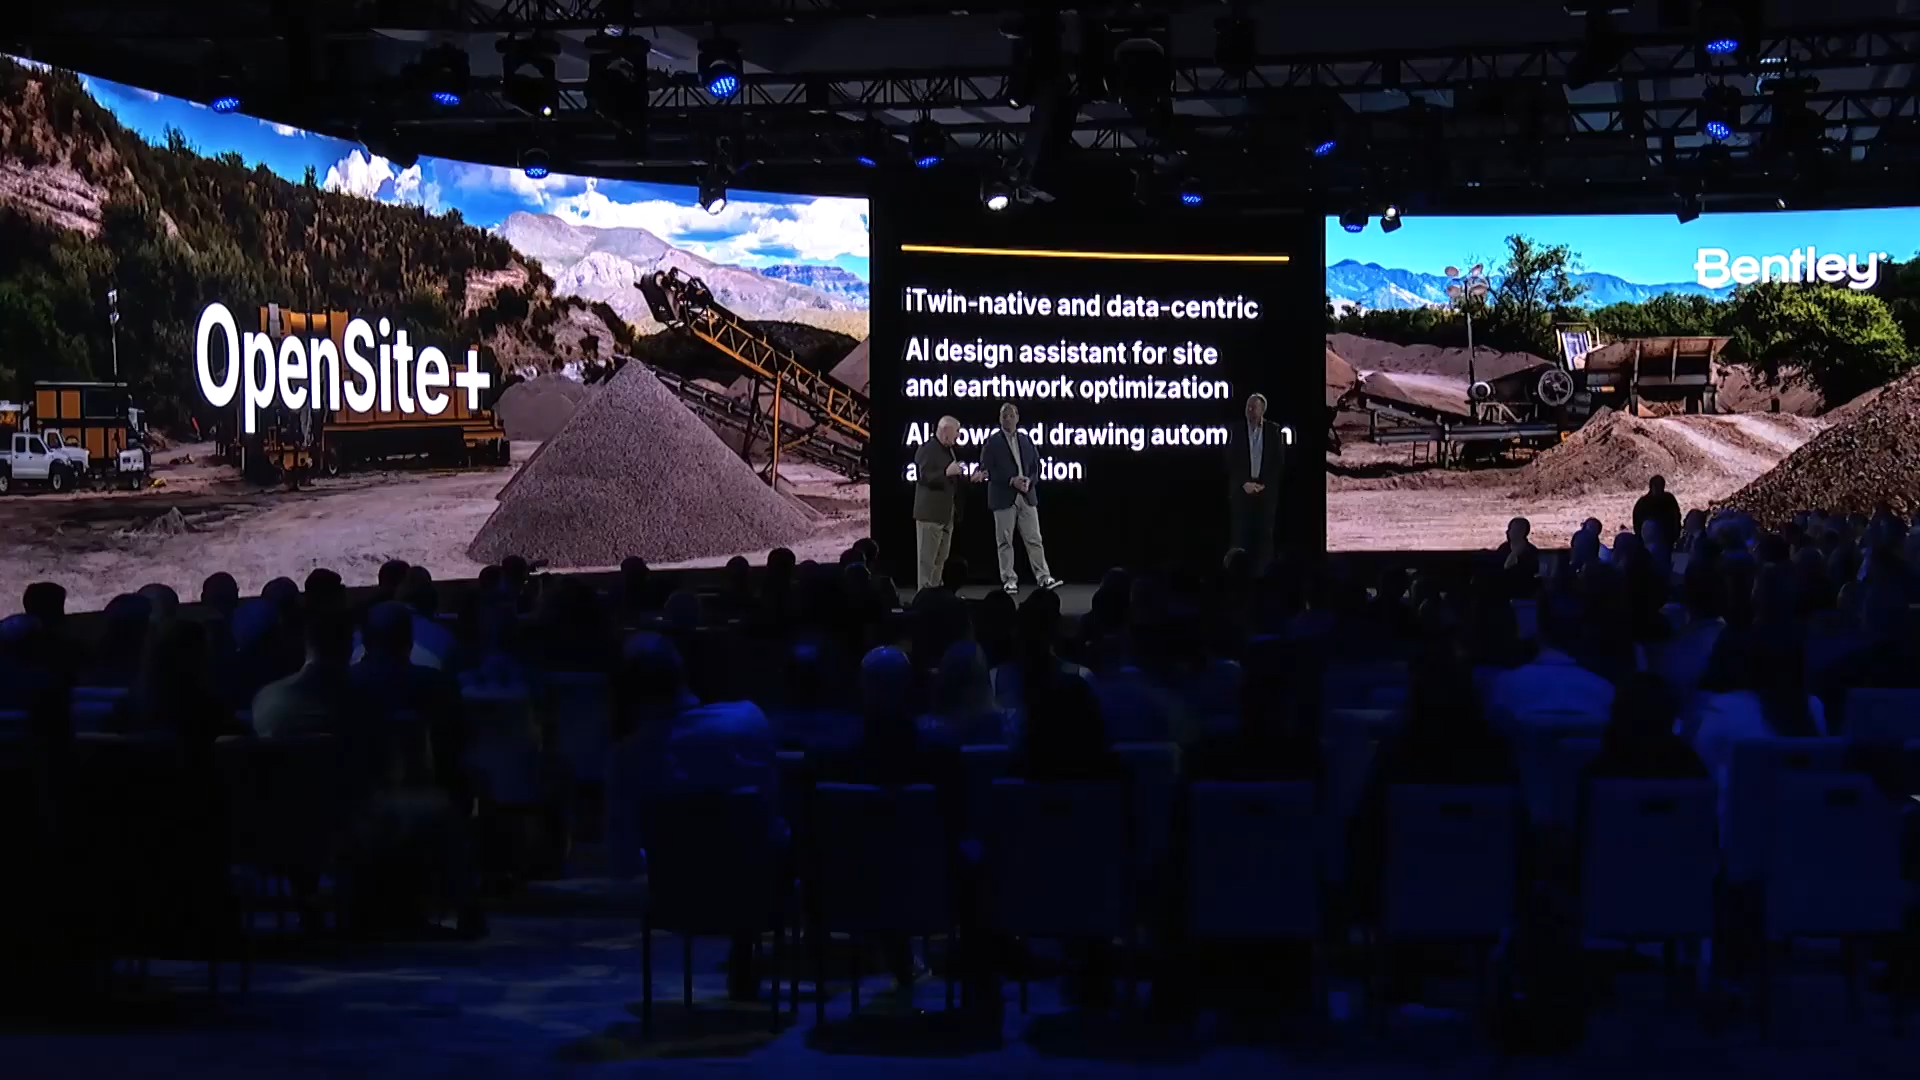 OpenSite+
iTwin-native and data-centric
AI design assistant for site
and earthwork optimization
drawing
Bentley